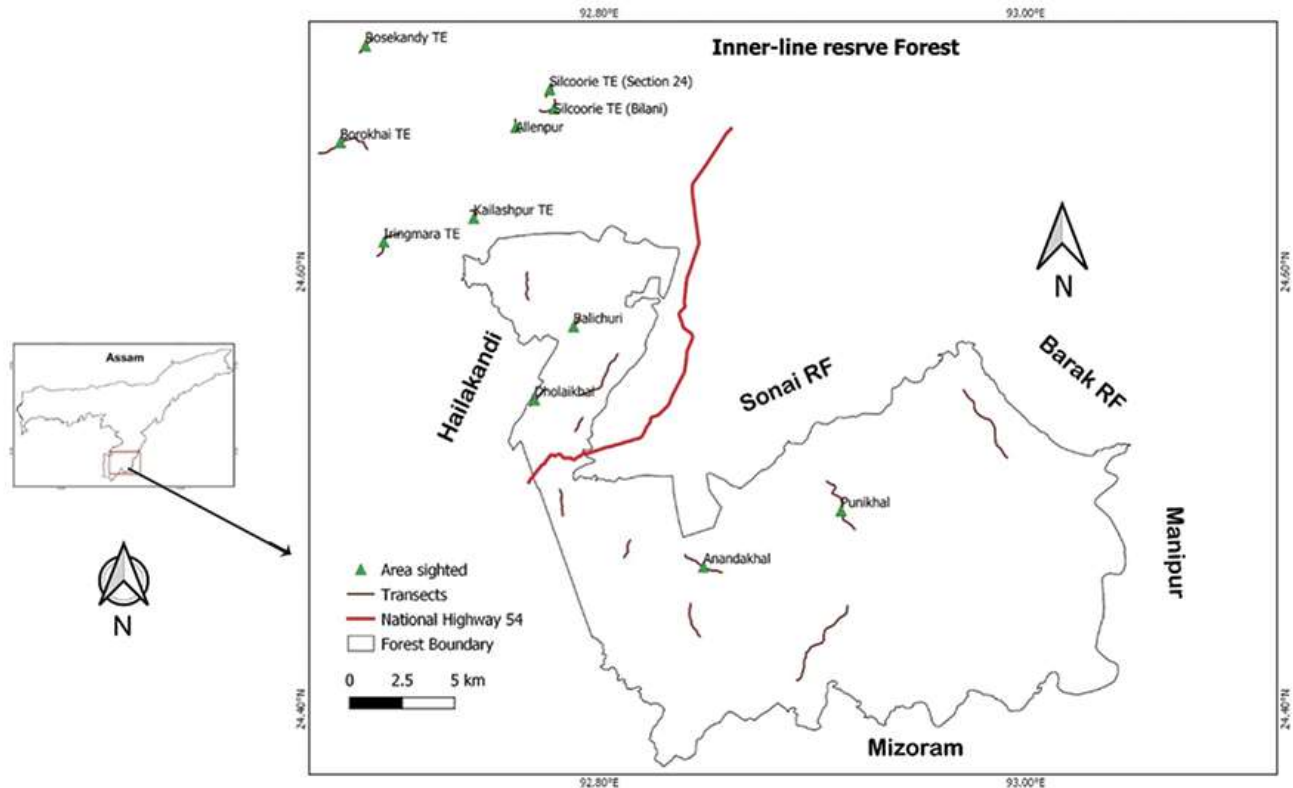 92.80°E
93.00°E
Inner-line resrve Forest
Bosekandy TE
Silcoorie TE (Section 24)
Silcoorie TE (Bilani)
Allenpur
Borokhai TE
Kailashpur TE
Iringmara TE
24.60°N
24.60°N
N
Balichuri
Hailakandi
Dholaikhal
Sonai RF
Barak RF
Assam
Punikhal
Manipur
Anandakhal
Area sighted
Transects
National Highway 54
Forest Boundary
N
0 2.5 5 km
24.40°N
24.40°N
Mizoram
92.80°E
93.00°E